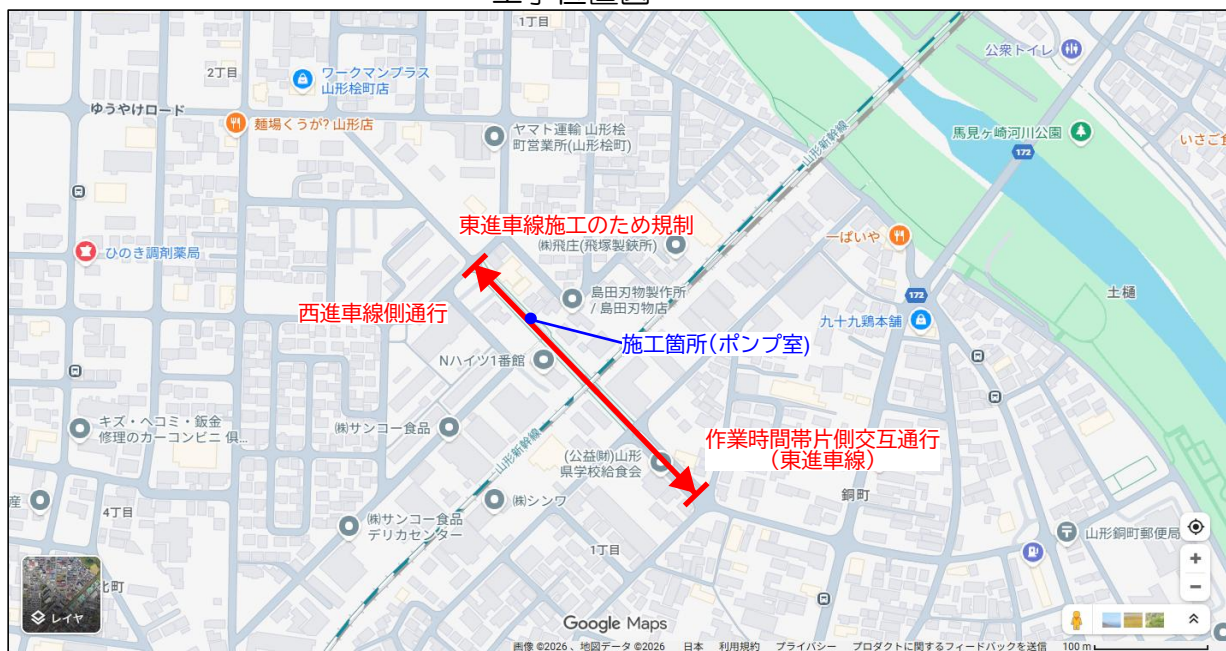 1丁目
公衆トイレ
2丁目
ワークマンプラス
山形桧町店
ゆうやけロード
麺場くうが? 山形店
ヤマト運輸 山形桧
町営業所(山形桧町)
山形新幹線
馬見ヶ崎河川公園
172
いさご食
東進車線施工のため規制
㈱飛庄(飛塚製鋏所)
一ぱいや
ひのき調剤薬局
島田刃物製作所
/ 島田刃物店
172
土樋
西進車線側通行
九十九鶏本舗
施工箇所(ポンプ室)
Nハイツ1番館
キズ・ヘコミ・鈑金
修理のカーコンビニ 倶...
㈱サンコー食品
山形新幹線
作業時間帯片側交互通行
(東進車線)
(公益財)山形
県学校給食会
銅町
産
㈱シンワ
4丁目
㈱サンコー食品
デリカセンター
山形銅町郵便局
1丁目
北町
レイヤ
Google Maps
画像 ©2026、地図データ ©2026 日本 利用規約 プライバシー プロダクトに関するフィードバックを送信 100 m